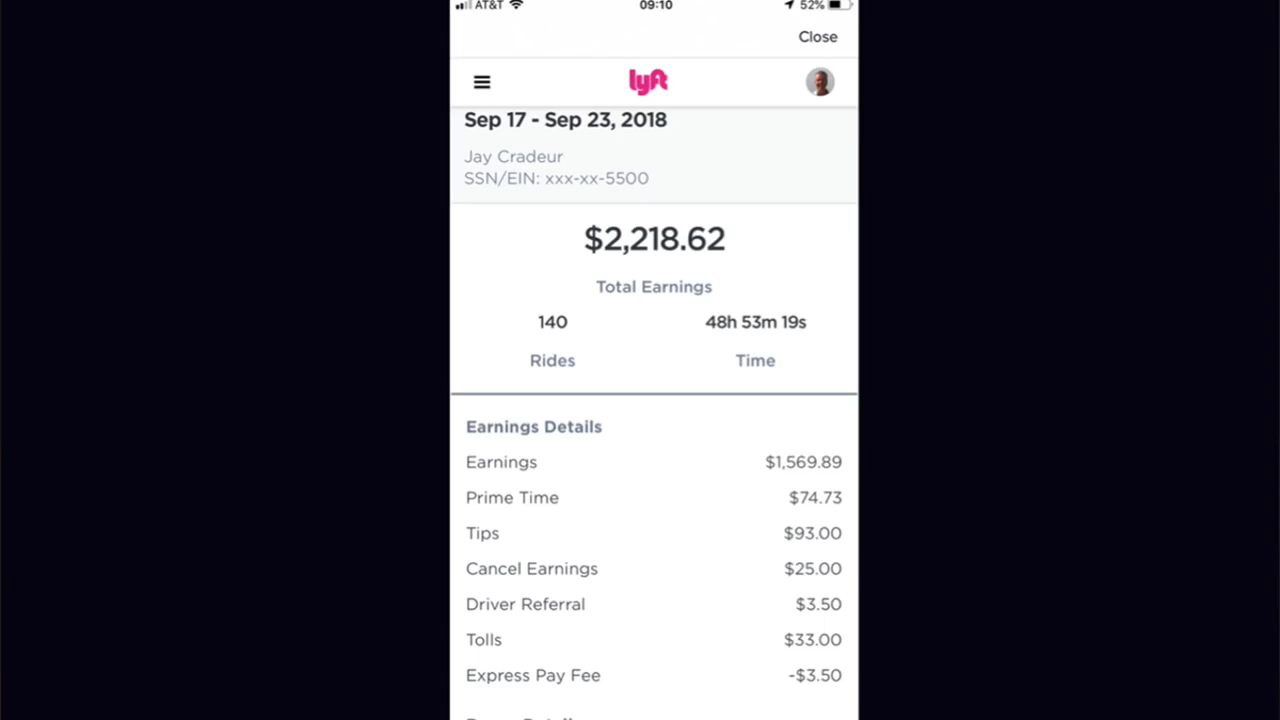 AT&T 09:10 52%
Close
lyft
Sep 17 - Sep 23, 2018
Jay Cradeur
SSN/EIN: xxx-xx-5500
$2,218.62
Total Earnings
140 48h 53m 19s
Rides Time
Earnings Details
Earnings $1,569.89
Prime Time $74.73
Tips $93.00
Cancel Earnings $25.00
Driver Referral $3.50
Tolls $33.00
Express Pay Fee -$3.50